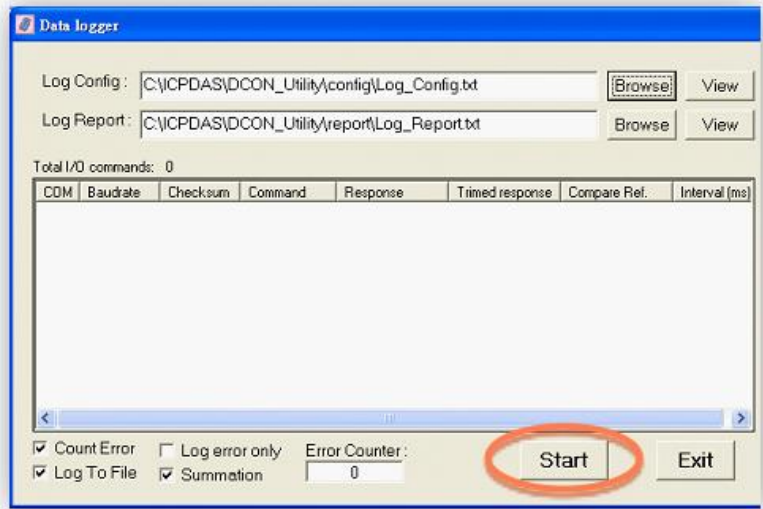 Data logger
Log Config : C:\ICPDAS\DCON_Utility\config\Log_Config.txt Browse View
Log Report : C:\ICPDAS\DCON_Utility\report\Log_Report.txt Browse View
Total I/O commands: 0
COM Baudrate Checksum Command Response Trimed response Compare Ref. Interval (ms)
Count Error Log error only Error Counter : Start Exit
Log To File Summation 0